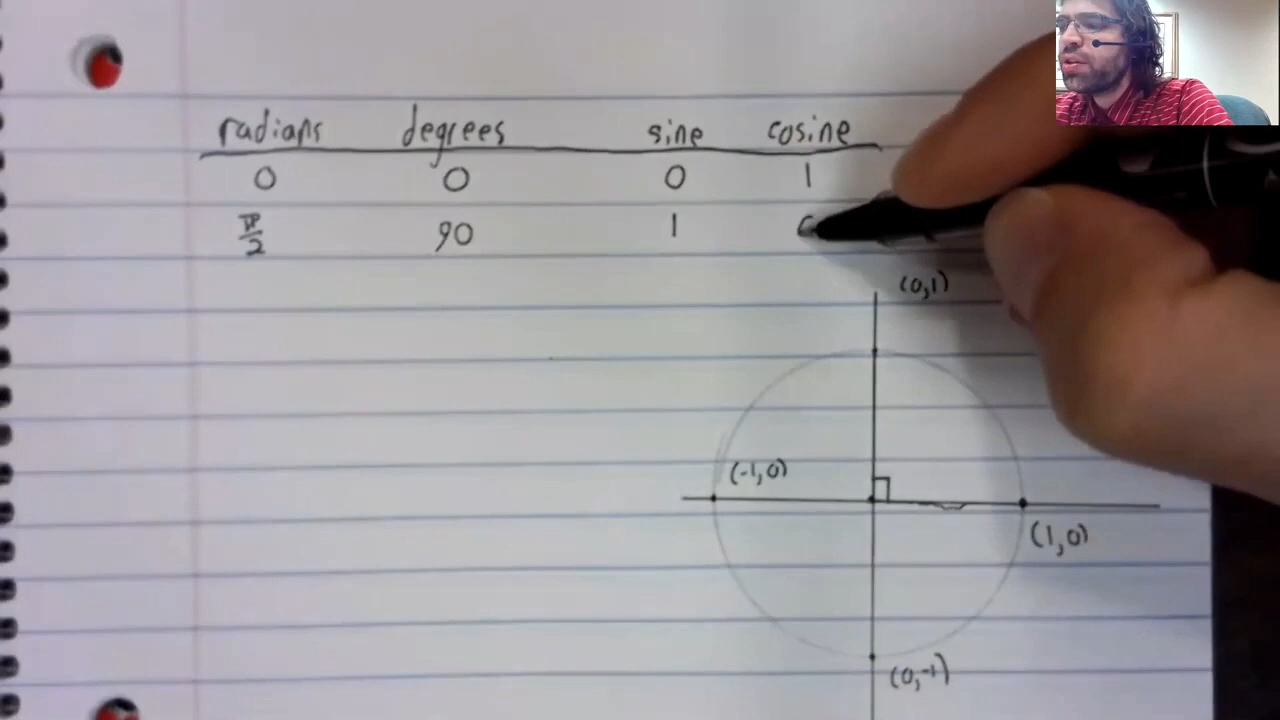 radians degrees sine cosine
0 0 0 1
π/2 90 1
(0,1)
(-1,0)
(1,0)
(0,-1)